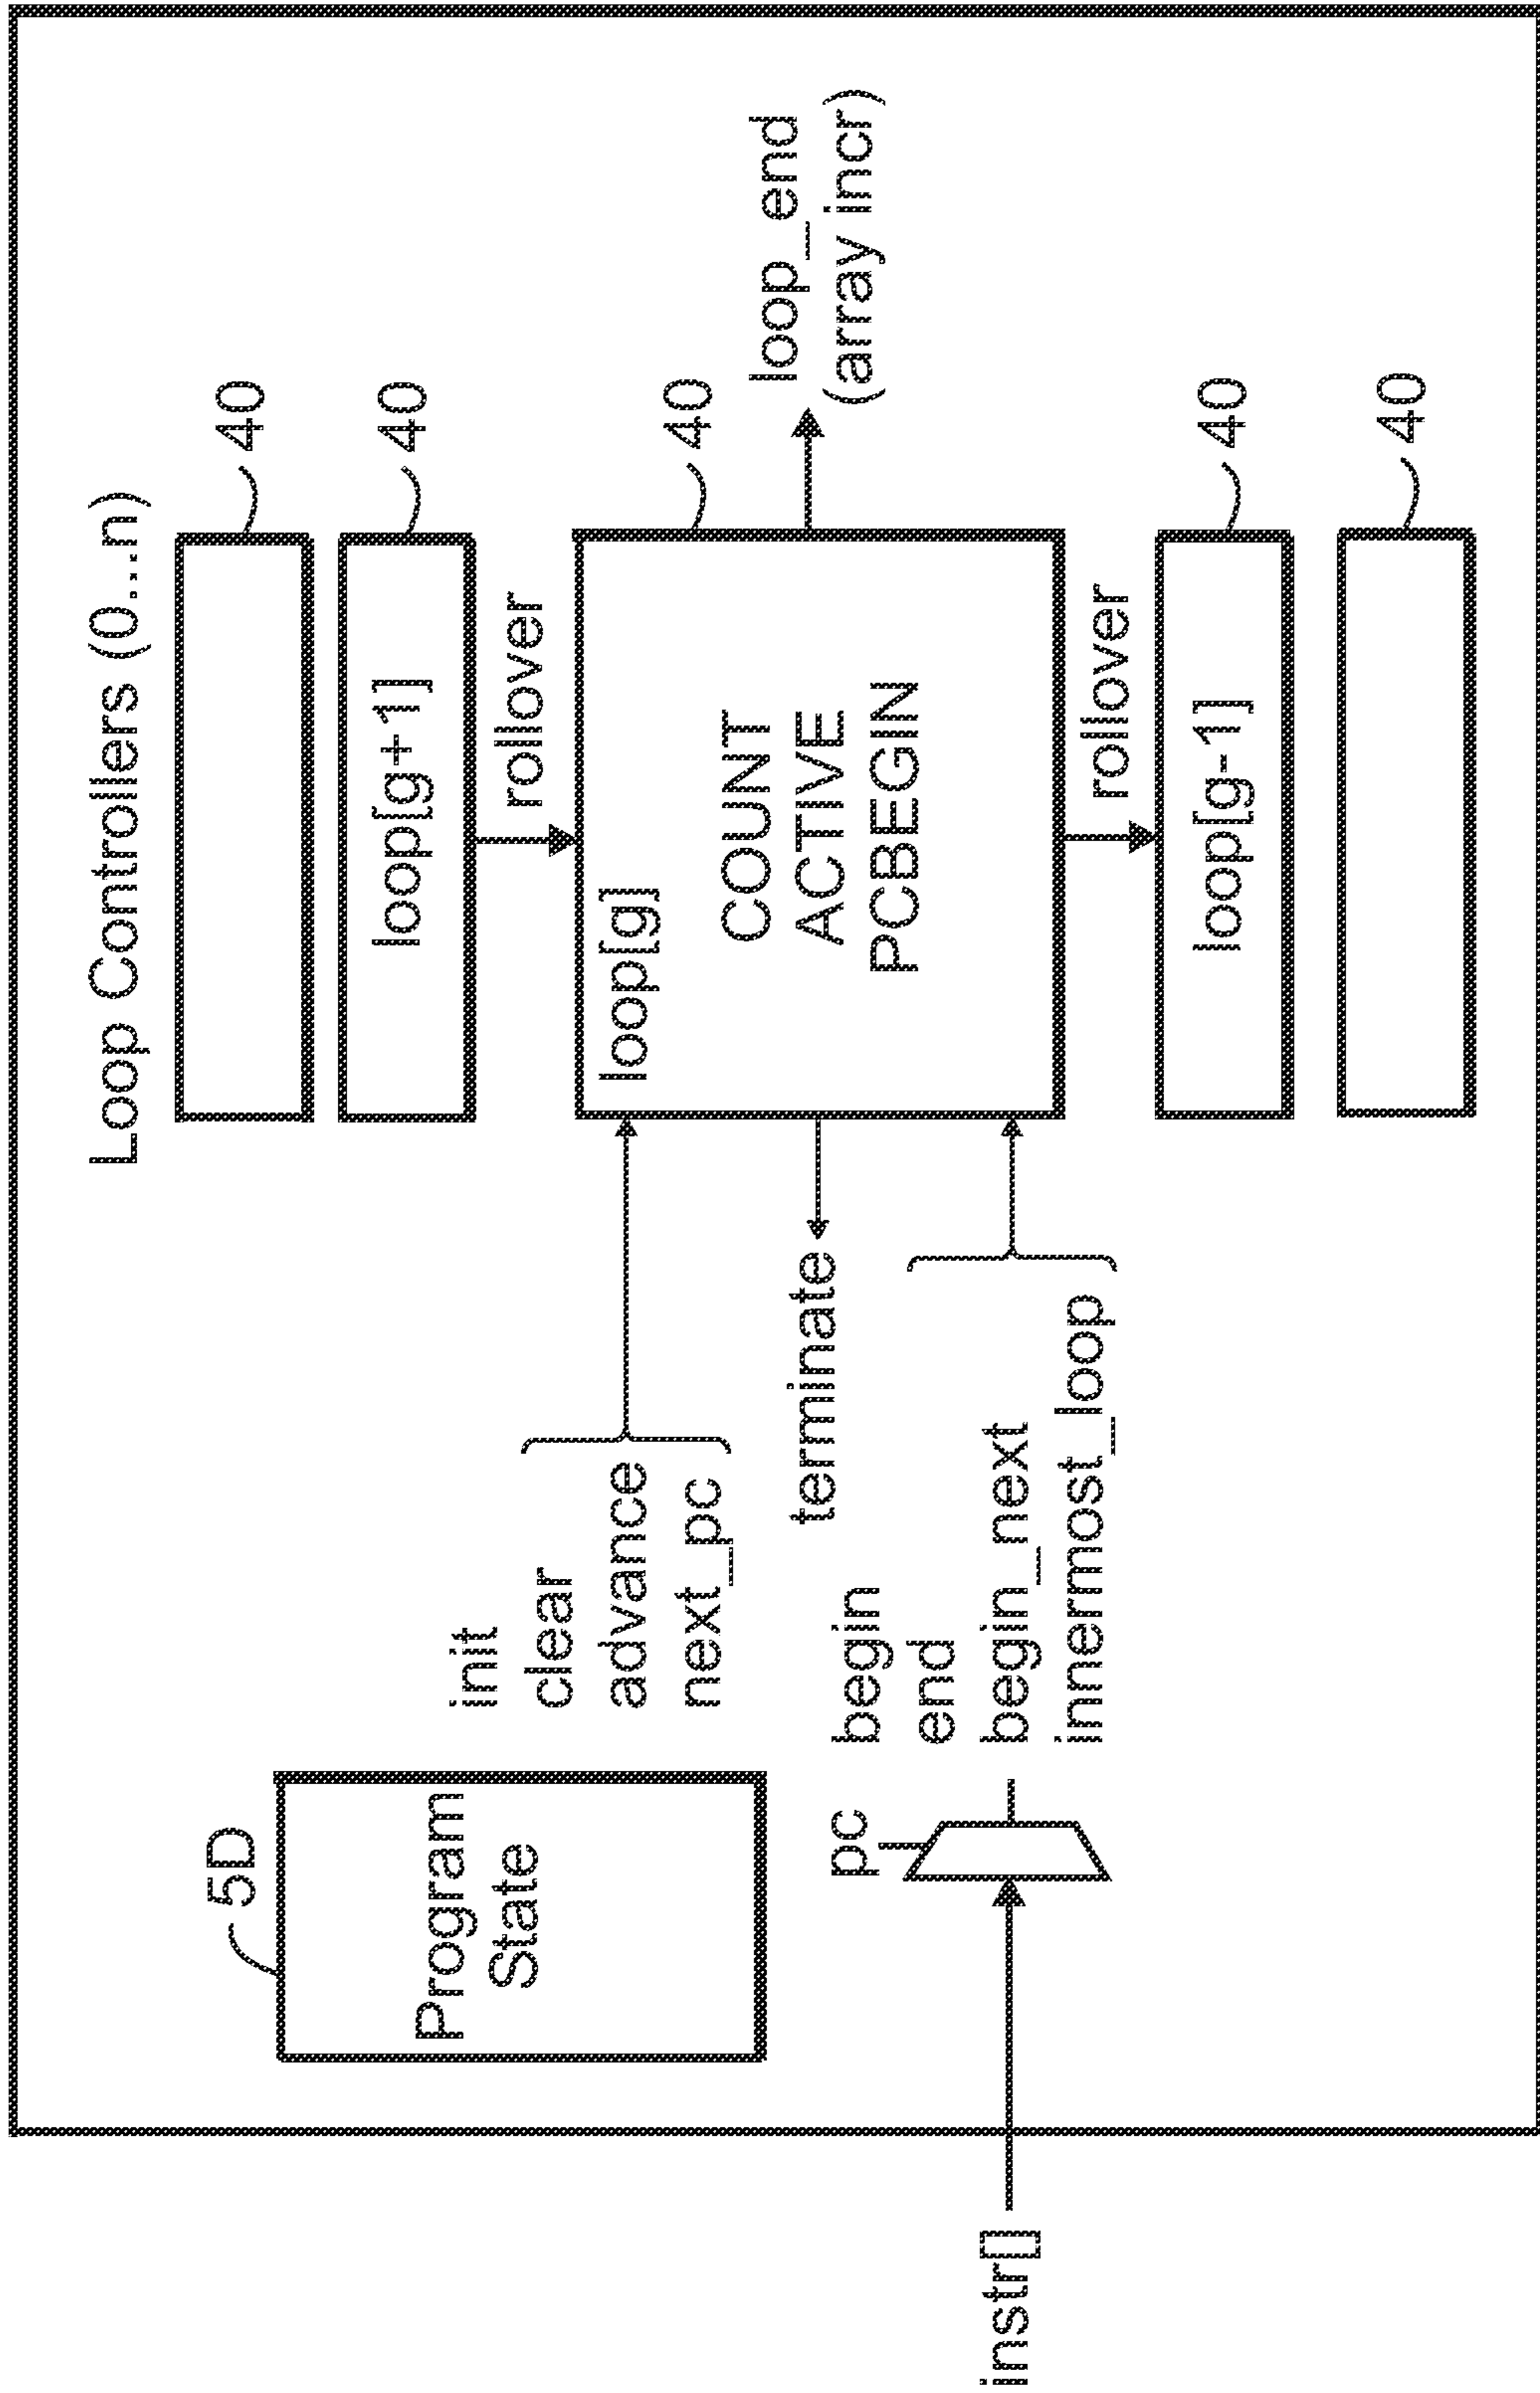 Loop Controllers (0...n)
40
loop[g+1]
40
rollover
loop[g]
COUNT
ACTIVE
PCBEGIN
40
loop_end
(array incr)
rollover
loop[g-1]
40
40
5D
Program
State
init
clear
advance
next_pc
terminate
pc
begin
end
begin_next
innermost_loop
instr[]